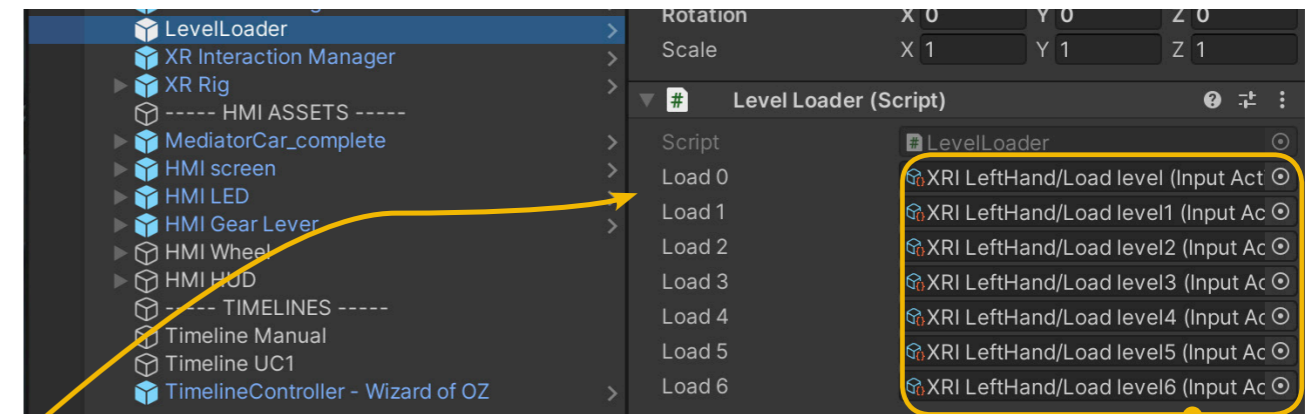 LevelLoader
XR Interaction Manager
XR Rig
----- HMI ASSETS -----
MediatorCar_complete
HMI screen
HMI LED
HMI Gear Lever
HMI Wheel
HMI HUD
----- TIMELINES -----
Timeline Manual
Timeline UC1
TimelineController - Wizard of OZ
Rotation X 0 Y 0 Z 0
Scale X 1 Y 1 Z 1
# Level Loader (Script)
Script # LevelLoader
Load 0 XRI LeftHand/Load level (Input Act
Load 1 XRI LeftHand/Load level1 (Input Ac
Load 2 XRI LeftHand/Load level2 (Input Ac
Load 3 XRI LeftHand/Load level3 (Input Ac
Load 4 XRI LeftHand/Load level4 (Input Ac
Load 5 XRI LeftHand/Load level5 (Input Ac
Load 6 XRI LeftHand/Load level6 (Input Ac